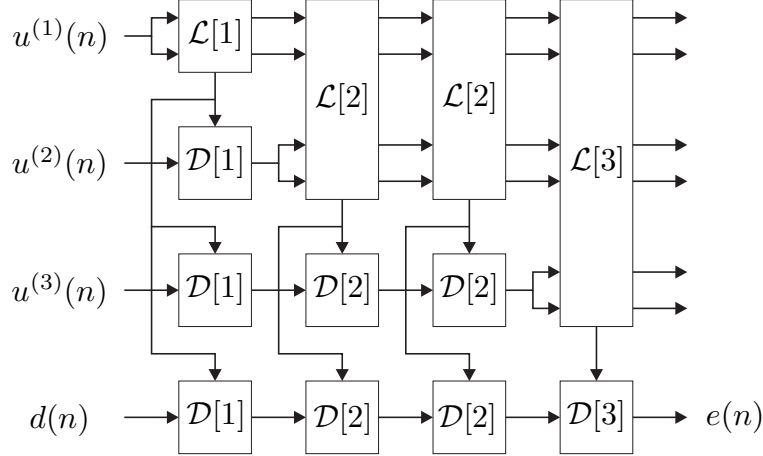 u^{(1)}(n) 𝓛[1] 𝓛[2] 𝓛[2] 𝓛[3]
u^{(2)}(n) 𝓓[1]
u^{(3)}(n) 𝓓[1] 𝓓[2] 𝓓[2]
d(n) 𝓓[1] 𝓓[2] 𝓓[2] 𝓓[3] e(n)